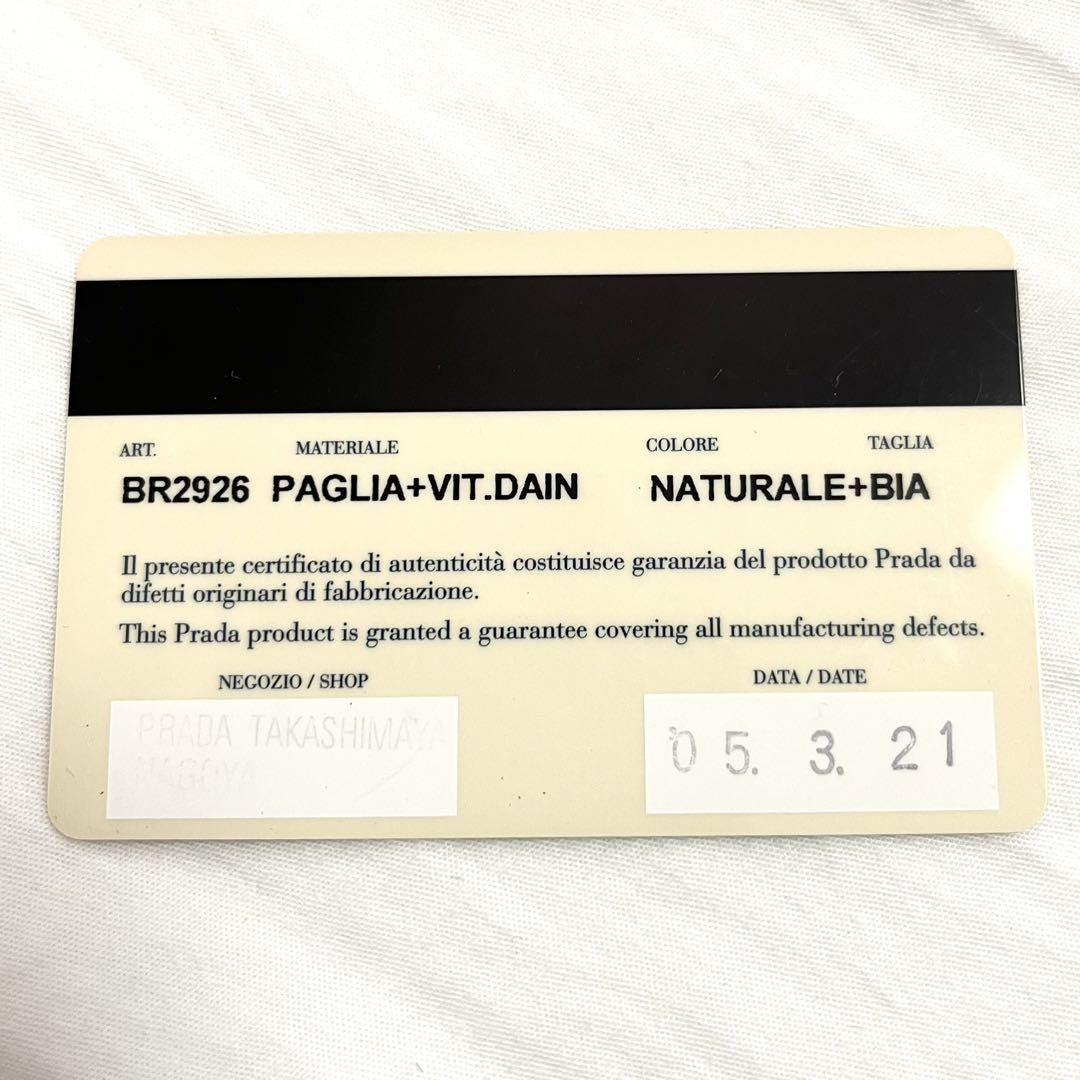 ART. MATERIALE COLORE TAGLIA
BR2926 PAGLIA+VIT.DAIN NATURALE+BIA
Il presente certificato di autenticità costituisce garanzia del prodotto Prada da
difetti originari di fabbricazione.
This Prada product is granted a guarantee covering all manufacturing defects.
NEGOZIO / SHOP DATA / DATE
PRADA TAKASHIMAYA '05. 3. 21
NAGOYA